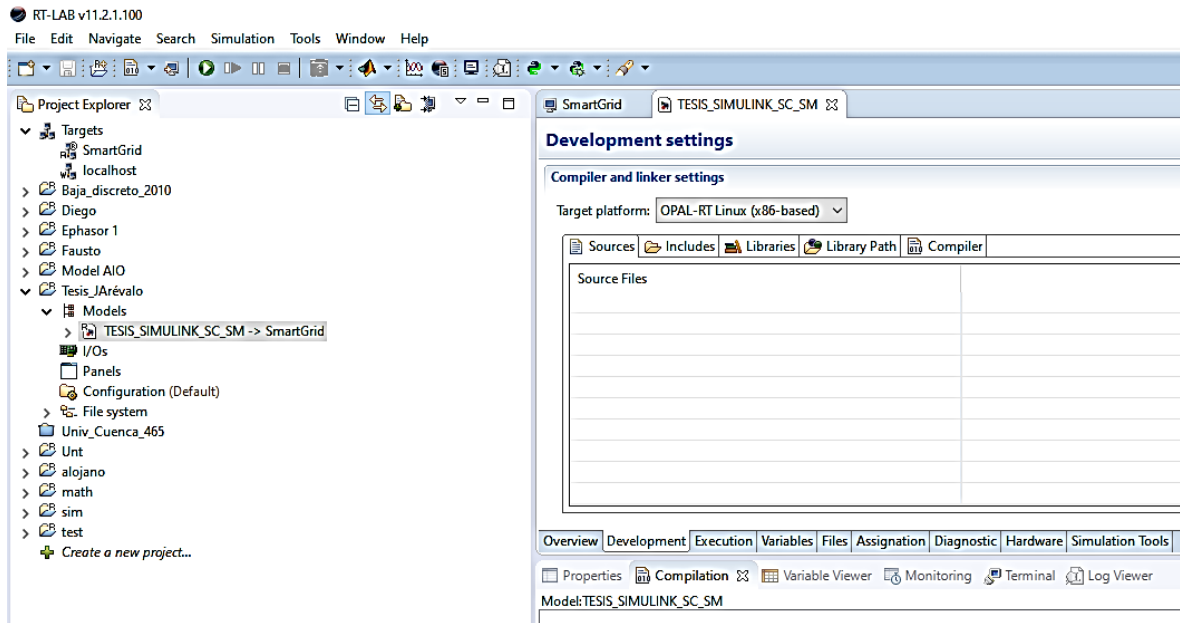 RT-LAB v11.2.1.100
File Edit Navigate Search Simulation Tools Window Help
Project Explorer
Targets
SmartGrid
localhost
Baja_discreto_2010
Diego
Ephasor 1
Fausto
Model AIO
Tesis_JArévalo
Models
TESIS_SIMULINK_SC_SM -> SmartGrid
I/Os
Panels
Configuration (Default)
File system
Univ_Cuenca_465
Unt
alojano
math
sim
test
Create a new project...
SmartGrid TESIS_SIMULINK_SC_SM
Development settings
Compiler and linker settings
Target platform: OPAL-RT Linux (x86-based)
Sources Includes Libraries Library Path Compiler
Source Files
Overview Development Execution Variables Files Assignation Diagnostic Hardware Simulation Tools
Properties Compilation Variable Viewer Monitoring Terminal Log Viewer
Model:TESIS_SIMULINK_SC_SM